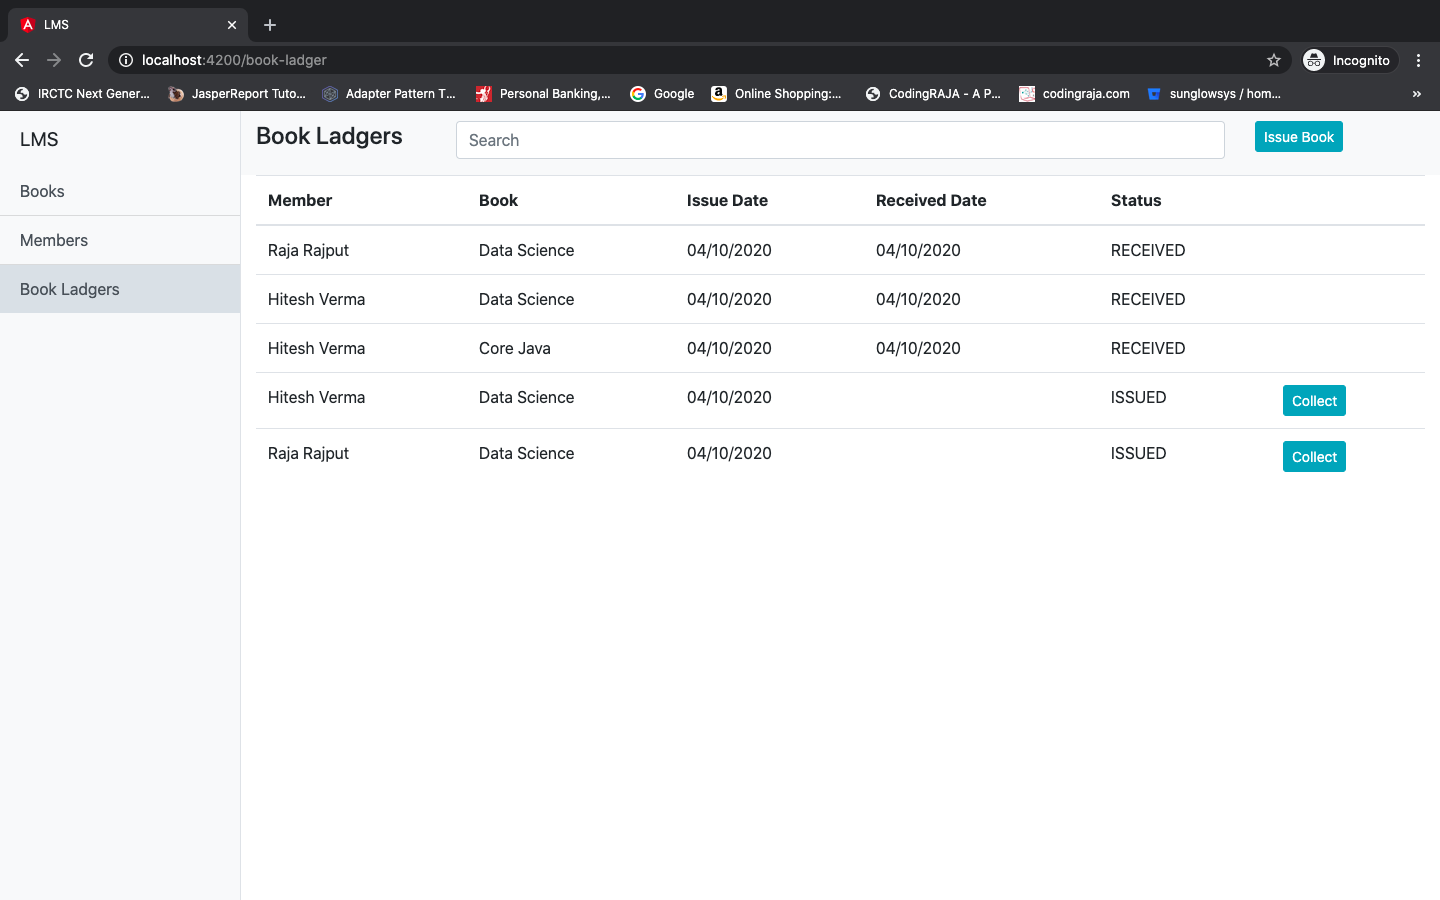 LMS
localhost:4200/book-ladger
Incognito
IRCTC Next Gener... JasperReport Tuto... Adapter Pattern T... Personal Banking,... Google Online Shopping:... CodingRAJA - A P... codingraja.com sunglowsys / hom... »
LMS
Books
Members
Book Ladgers
Book Ladgers Search Issue Book
Member Book Issue Date Received Date Status
Raja Rajput Data Science 04/10/2020 04/10/2020 RECEIVED
Hitesh Verma Data Science 04/10/2020 04/10/2020 RECEIVED
Hitesh Verma Core Java 04/10/2020 04/10/2020 RECEIVED
Hitesh Verma Data Science 04/10/2020 ISSUED Collect
Raja Rajput Data Science 04/10/2020 ISSUED Collect